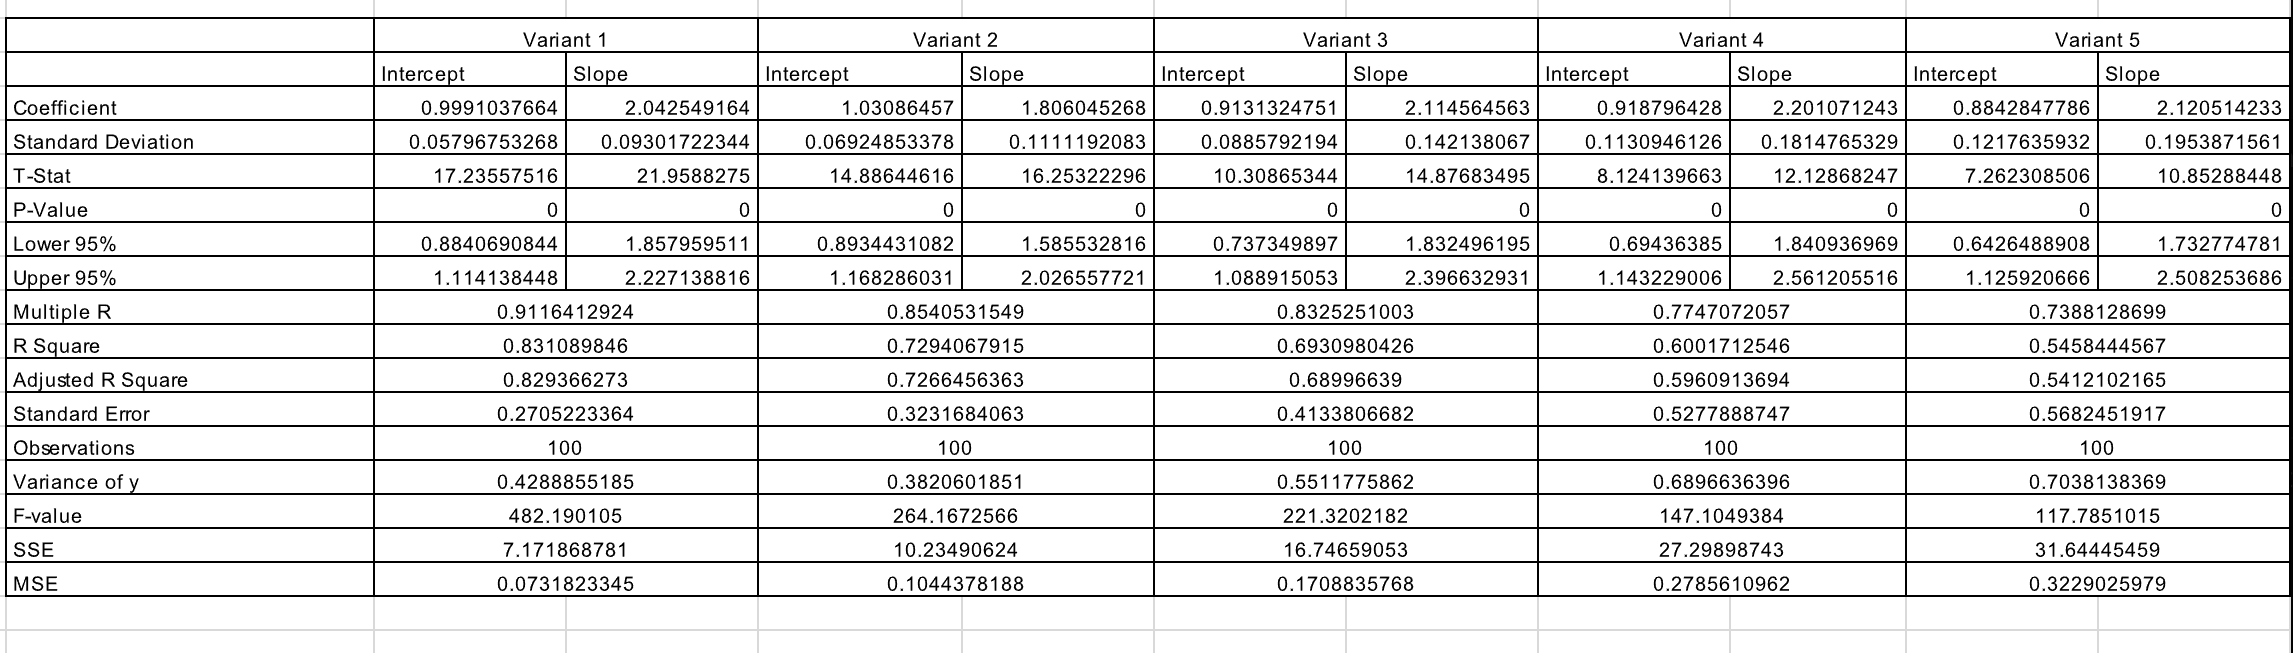 Variant 1 Variant 2 Variant 3 Variant 4 Variant 5
Intercept Slope Intercept Slope Intercept Slope Intercept Slope Intercept Slope
Coefficient 0.9991037664 2.042549164 1.03086457 1.806045268 0.9131324751 2.114564563 0.918796428 2.201071243 0.8842847786 2.120514233
Standard Deviation 0.05796753268 0.09301722344 0.06924853378 0.1111192083 0.0885792194 0.142138067 0.1130946126 0.1814765329 0.1217635932 0.1953871561
T-Stat 17.23557516 21.9588275 14.88644616 16.25322296 10.30865344 14.87683495 8.124139663 12.12868247 7.262308506 10.85288448
P-Value 0 0 0 0 0 0 0 0 0 0
Lower 95% 0.8840690844 1.857959511 0.8934431082 1.585532816 0.737349897 1.832496195 0.69436385 1.840936969 0.6426488908 1.732774781
Upper 95% 1.114138448 2.227138816 1.168286031 2.026557721 1.088915053 2.396632931 1.143229006 2.561205516 1.125920666 2.508253686
Multiple R 0.9116412924 0.8540531549 0.8325251003 0.7747072057 0.7388128699
R Square 0.831089846 0.7294067915 0.6930980426 0.6001712546 0.5458444567
Adjusted R Square 0.829366273 0.7266456363 0.68996639 0.5960913694 0.5412102165
Standard Error 0.2705223364 0.3231684063 0.4133806682 0.5277888747 0.5682451917
Observations 100 100 100 100 100
Variance of y 0.4288855185 0.3820601851 0.5511775862 0.6896636396 0.7038138369
F-value 482.190105 264.1672566 221.3202182 147.1049384 117.7851015
SSE 7.171868781 10.23490624 16.74659053 27.29898743 31.64445459
MSE 0.0731823345 0.1044378188 0.1708835768 0.2785610962 0.3229025979